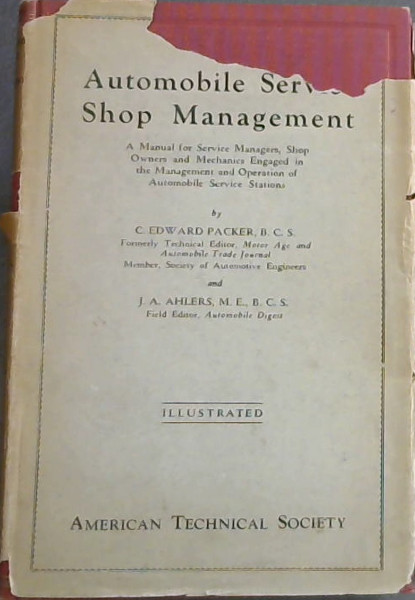 Automobile Serv
Shop Management
A Manual for Service Managers, Shop
Owners and Mechanics Engaged in
the Management and Operation of
Automobile Service Stations
by
C. EDWARD PACKER, B. C. S.
Formerly Technical Editor, Motor Age and
Automobile Trade Journal
Member, Society of Automotive Engineers
and
J. A. AHLERS, M. E., B. C. S.
Field Editor, Automobile Digest
ILLUSTRATED
AMERICAN TECHNICAL SOCIETY